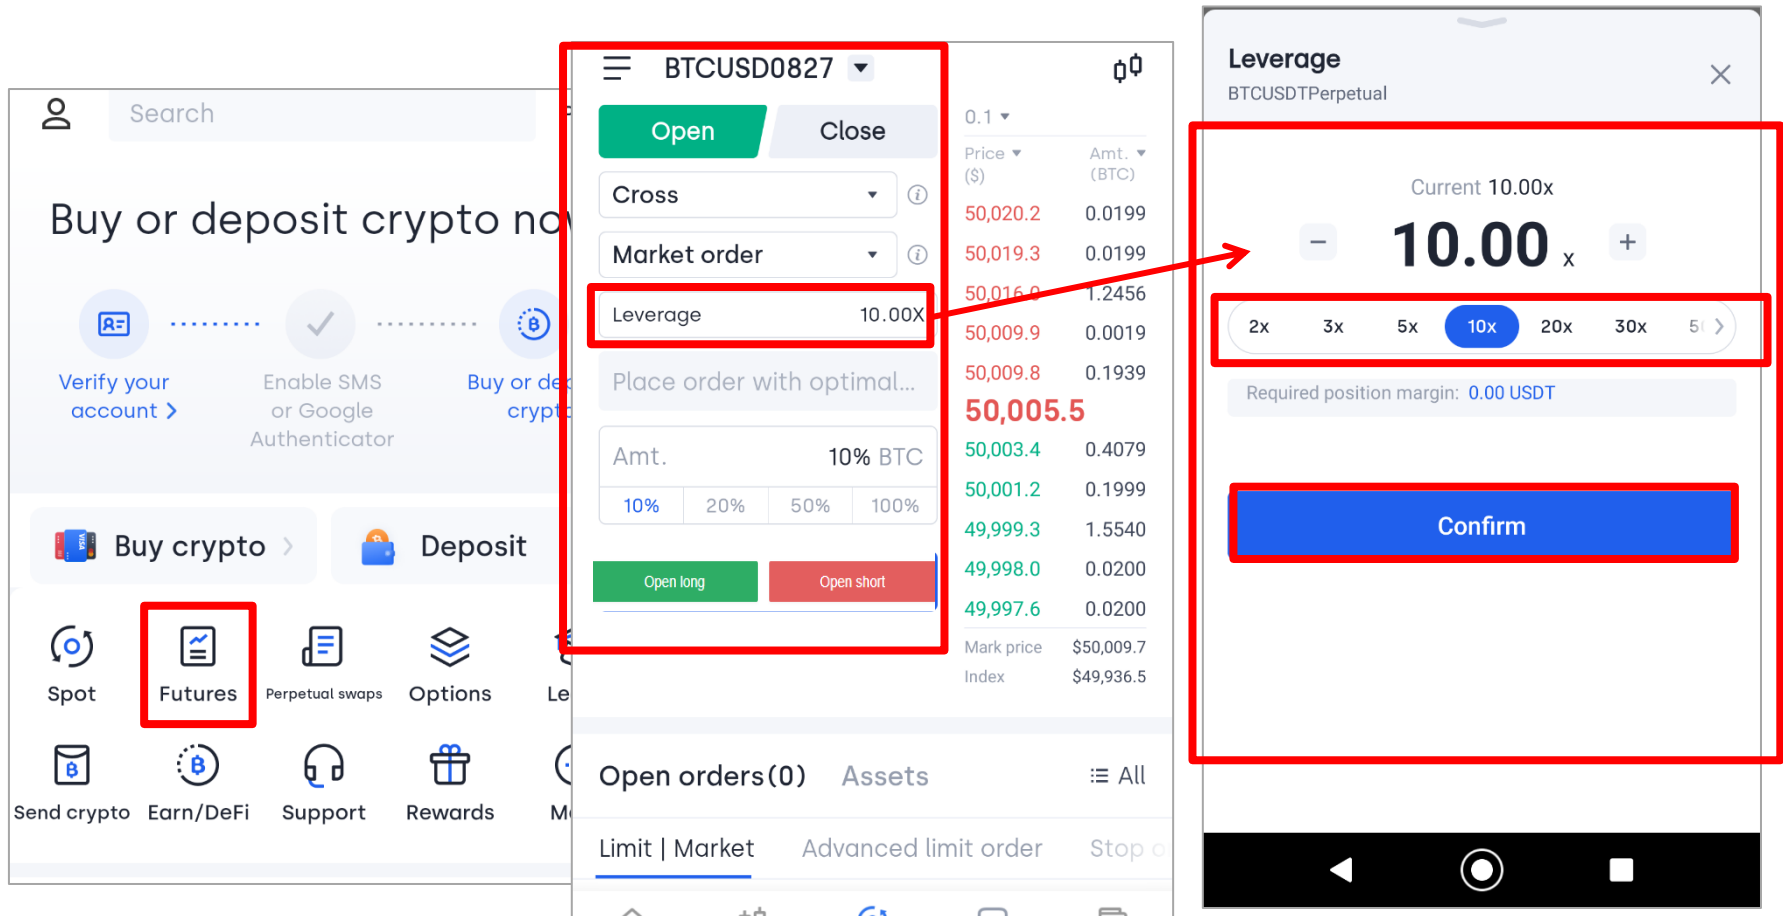 Search
Buy or deposit crypto
Verify your
account >
Enable SMS
or Google
Authenticator
Buy or
crypto
Buy crypto
Deposit
Spot
Futures
Perpetual swaps
Options
Send crypto
Earn/DeFi
Support
Rewards
BTCUSD0827
Open
Close
Cross
Market order
Leverage 10.00X
Place order with optimal...
Amt. 10% BTC
10% 20% 50% 100%
Open long
Open short
0.1
Price Amt.
($) (BTC)
50,020.2 0.0199
50,019.3 0.0199
50,016.0 1.2456
50,009.9 0.0019
50,009.8 0.1939
50,005.5
50,003.4 0.4079
50,001.2 0.1999
49,999.3 1.5540
49,998.0 0.0200
49,997.6 0.0200
Mark price $50,009.7
Index $49,936.5
Open orders(0) Assets All
Limit | Market Advanced limit order Stop
Leverage
BTCUSDTPerpetual
Current 10.00x
− 10.00 x +
2x 3x 5x 10x 20x 30x
Required position margin: 0.00 USDT
Confirm